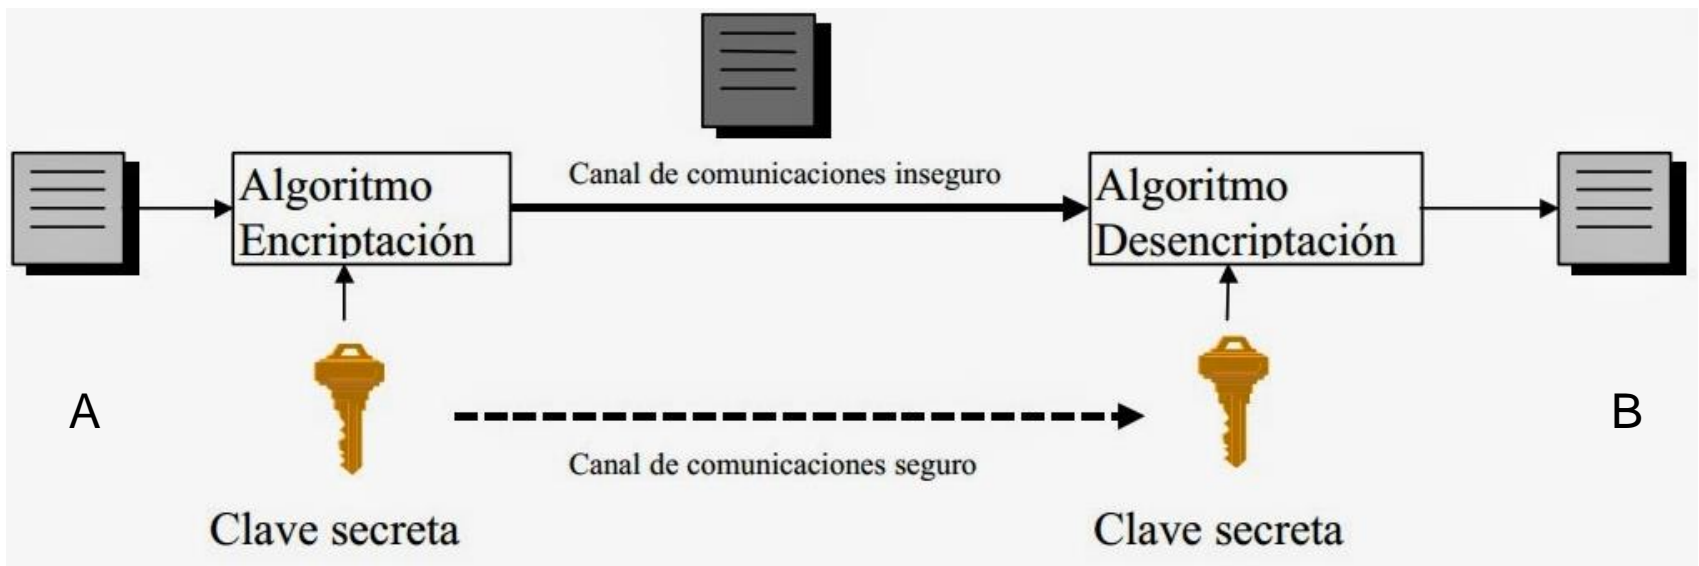 Canal de comunicaciones inseguro
Algoritmo
Encriptación
Algoritmo
Desencriptación
A
B
Canal de comunicaciones seguro
Clave secreta
Clave secreta